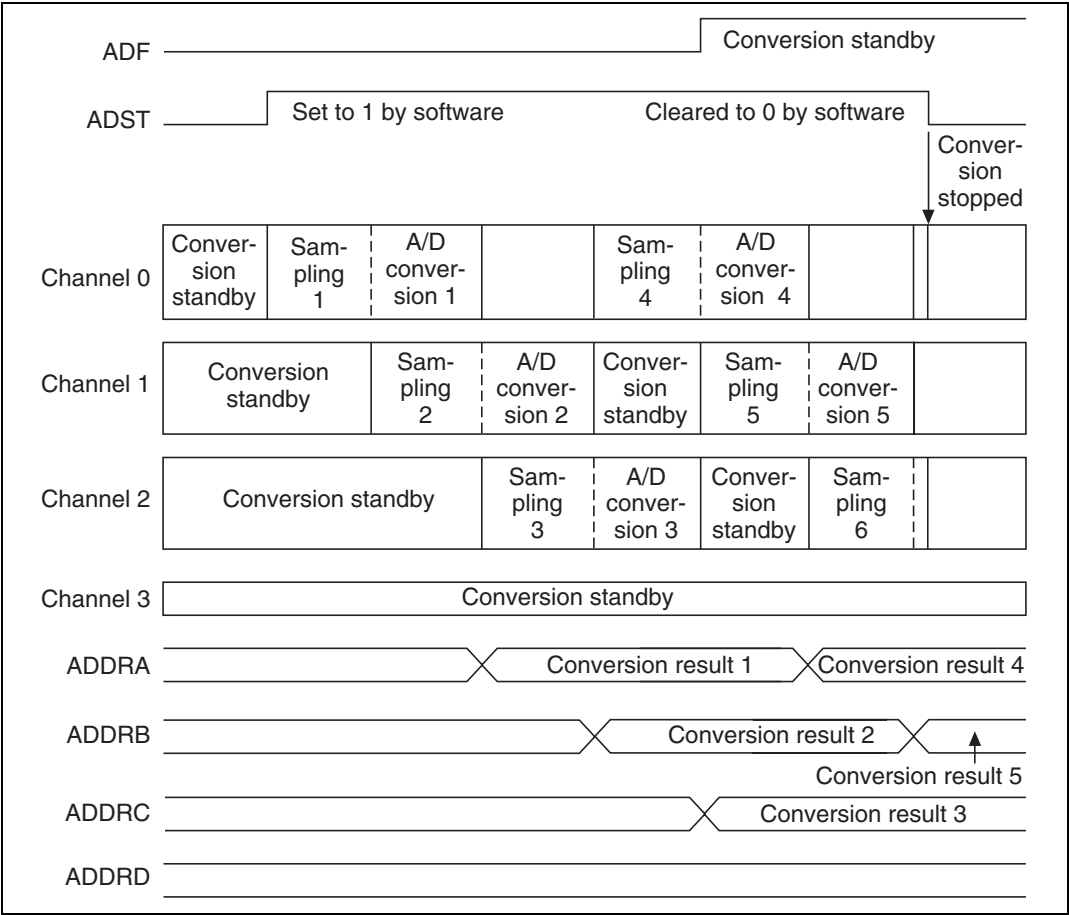 ADF
Conversion standby
ADST
Set to 1 by software
Cleared to 0 by software
Conver-
sion
stopped
Channel 0
Conver-
sion
standby
Sam-
pling
1
A/D
conver-
sion 1
Sam-
pling
4
A/D
conver-
sion 4
Channel 1
Conversion
standby
Sam-
pling
2
A/D
conver-
sion 2
Conver-
sion
standby
Sam-
pling
5
A/D
conver-
sion 5
Channel 2
Conversion standby
Sam-
pling
3
A/D
conver-
sion 3
Conver-
sion
standby
Sam-
pling
6
Channel 3
Conversion standby
ADDRA
Conversion result 1
Conversion result 4
ADDRB
Conversion result 2
Conversion result 5
ADDRC
Conversion result 3
ADDRD